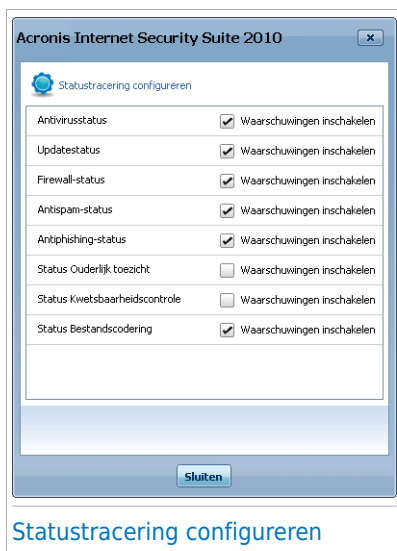 Acronis Internet Security Suite 2010
Statustracering configureren
Antivirusstatus Waarschuwingen inschakelen
Updatestatus Waarschuwingen inschakelen
Firewall-status Waarschuwingen inschakelen
Antispam-status Waarschuwingen inschakelen
Antiphishing-status Waarschuwingen inschakelen
Status Ouderlijk toezicht Waarschuwingen inschakelen
Status Kwetsbaarheidscontrole Waarschuwingen inschakelen
Status Bestandscodering Waarschuwingen inschakelen
Sluiten
Statustracering configureren